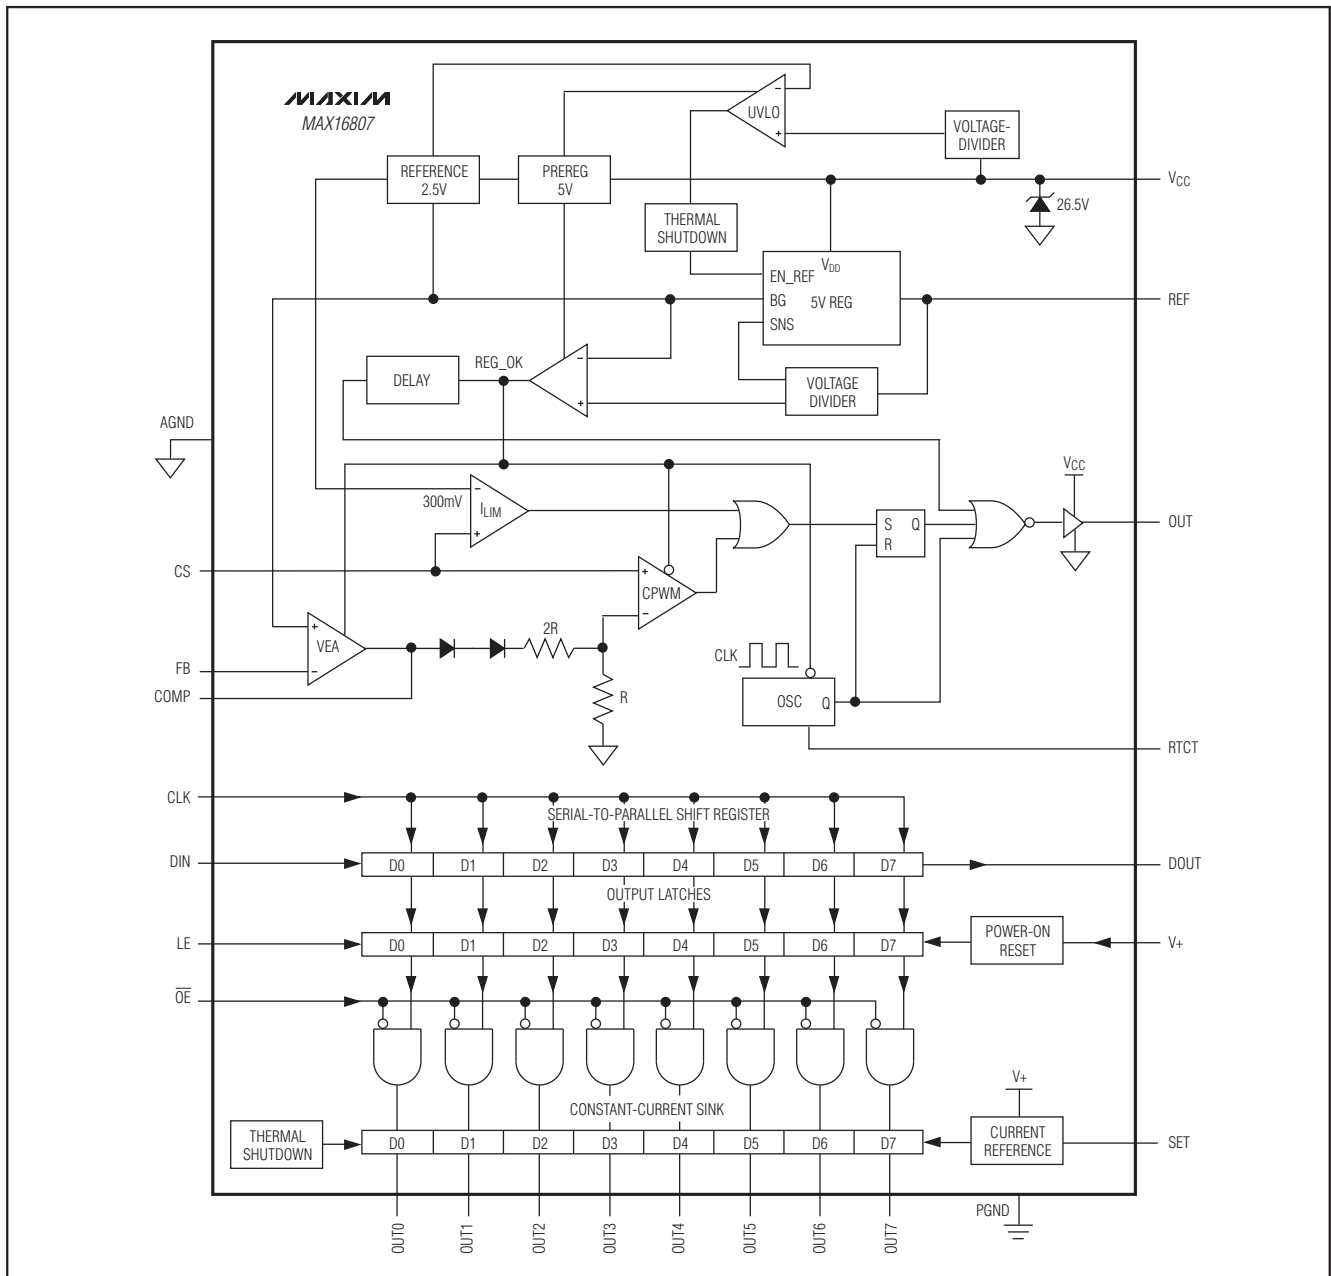 MAXIM
MAX16807
UVLO
−
+
VOLTAGE-
DIVIDER
REFERENCE
2.5V
PREREG
5V
VCC
26.5V
THERMAL
SHUTDOWN
VDD
EN_REF
BG
5V REG
SNS
REF
REG_OK
−
+
DELAY
VOLTAGE
DIVIDER
AGND
VCC
300mV
−
ILIM
+
S
Q
R
OUT
CS
+
CPWM
−
+
VEA
−
2R
FB
COMP
R
CLK
OSC
Q
RTCT
CLK
SERIAL-TO-PARALLEL SHIFT REGISTER
DIN
D0 D1 D2 D3 D4 D5 D6 D7
DOUT
OUTPUT LATCHES
LE
D0 D1 D2 D3 D4 D5 D6 D7
POWER-ON
RESET
V+
OE
V+
CONSTANT-CURRENT SINK
THERMAL
SHUTDOWN
D0 D1 D2 D3 D4 D5 D6 D7
CURRENT
REFERENCE
SET
PGND
OUT0
OUT1
OUT2
OUT3
OUT4
OUT5
OUT6
OUT7